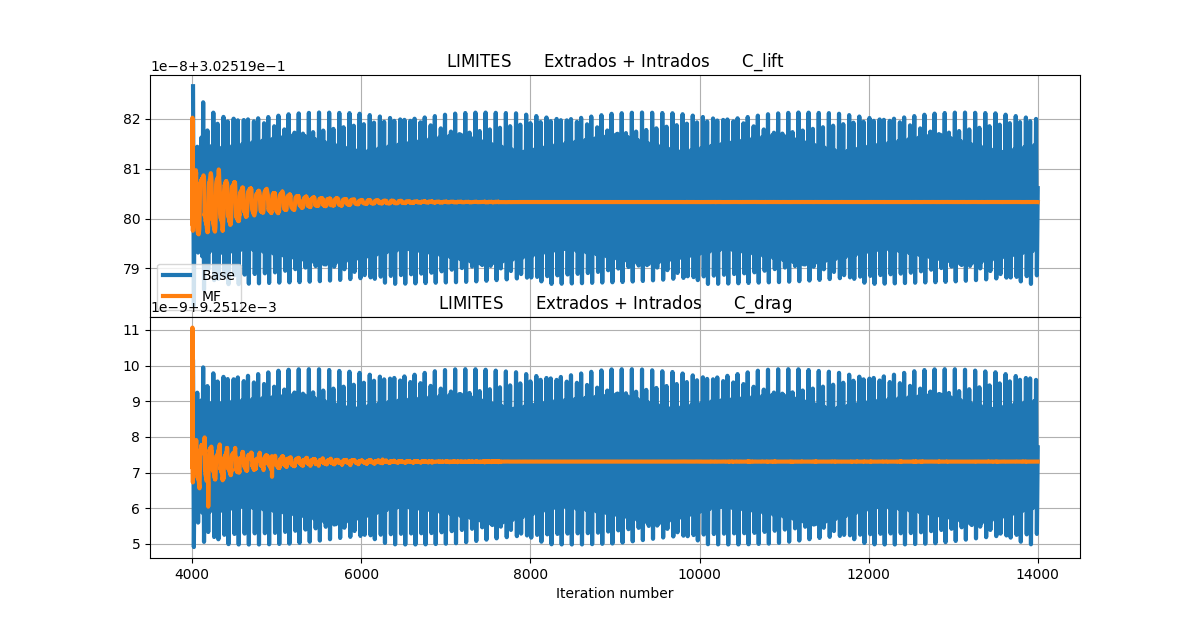 LIMITES Extrados + Intrados C_lift
1e−8+3.02519e−1
82
81
80
79
Base
MF
LIMITES Extrados + Intrados C_drag
1e−9+9.2512e−3
11
10
9
8
7
6
5
4000 6000 8000 10000 12000 14000
Iteration number